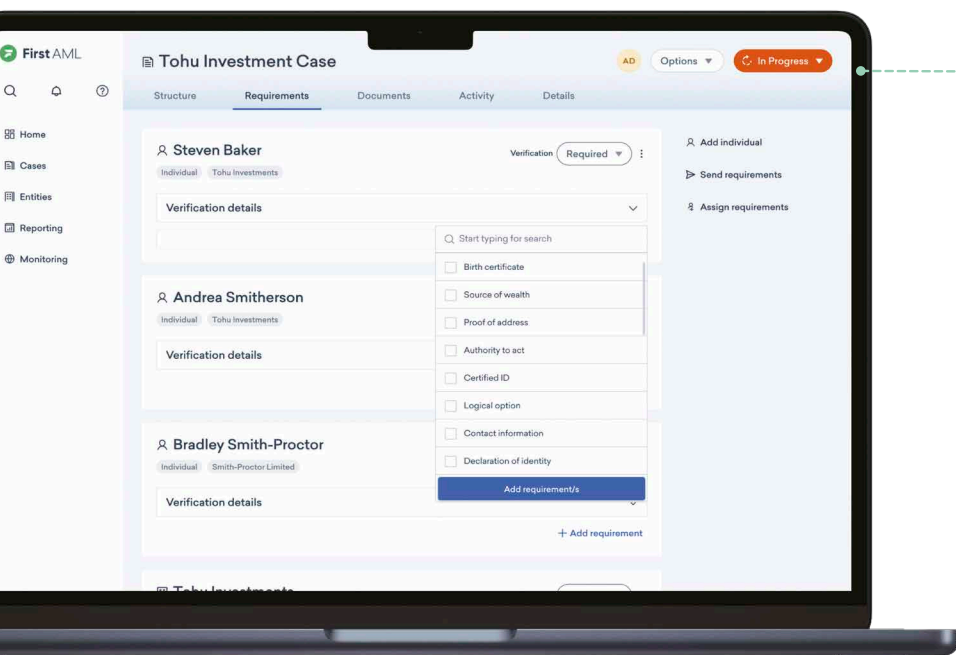 First AML
Tohu Investment Case
AD
Options
In Progress
Structure
Requirements
Documents
Activity
Details
Home
Cases
Entities
Reporting
Monitoring
Steven Baker
Verification
Required
Individual
Tohu Investments
Verification details
Start typing for search
Birth certificate
Source of wealth
Proof of address
Authority to act
Certified ID
Logical option
Contact information
Declaration of identity
Add requirement/s
Andrea Smitherson
Individual
Tohu Investments
Verification details
Bradley Smith-Proctor
Individual
Smith-Proctor Limited
Verification details
+ Add requirement
Tohu Investments
Add individual
Send requirements
Assign requirements